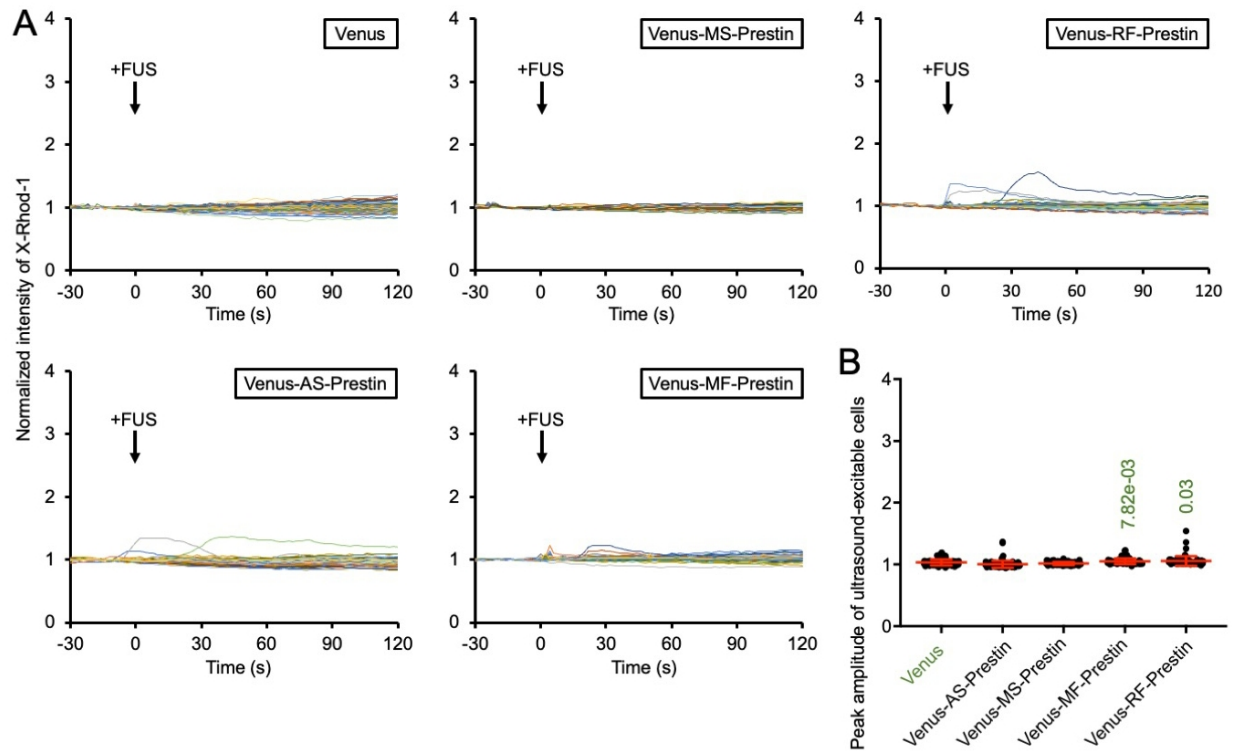 A
Normalized intensity of X-Rhod-1
Venus
+FUS
4
3
2
1
0
-30
0
30
60
90
120
Time (s)
Venus-MS-Prestin
+FUS
4
3
2
1
0
-30
0
30
60
90
120
Time (s)
Venus-RF-Prestin
+FUS
4
3
2
1
0
-30
0
30
60
90
120
Time (s)
Venus-AS-Prestin
+FUS
4
3
2
1
0
-30
0
30
60
90
120
Time (s)
Venus-MF-Prestin
+FUS
4
3
2
1
0
-30
0
30
60
90
120
Time (s)
B
Peak amplitude of ultrasound-excitable cells
4
3
2
1
0
7.82e-03
0.03
Venus
Venus-AS-Prestin
Venus-MS-Prestin
Venus-MF-Prestin
Venus-RF-Prestin